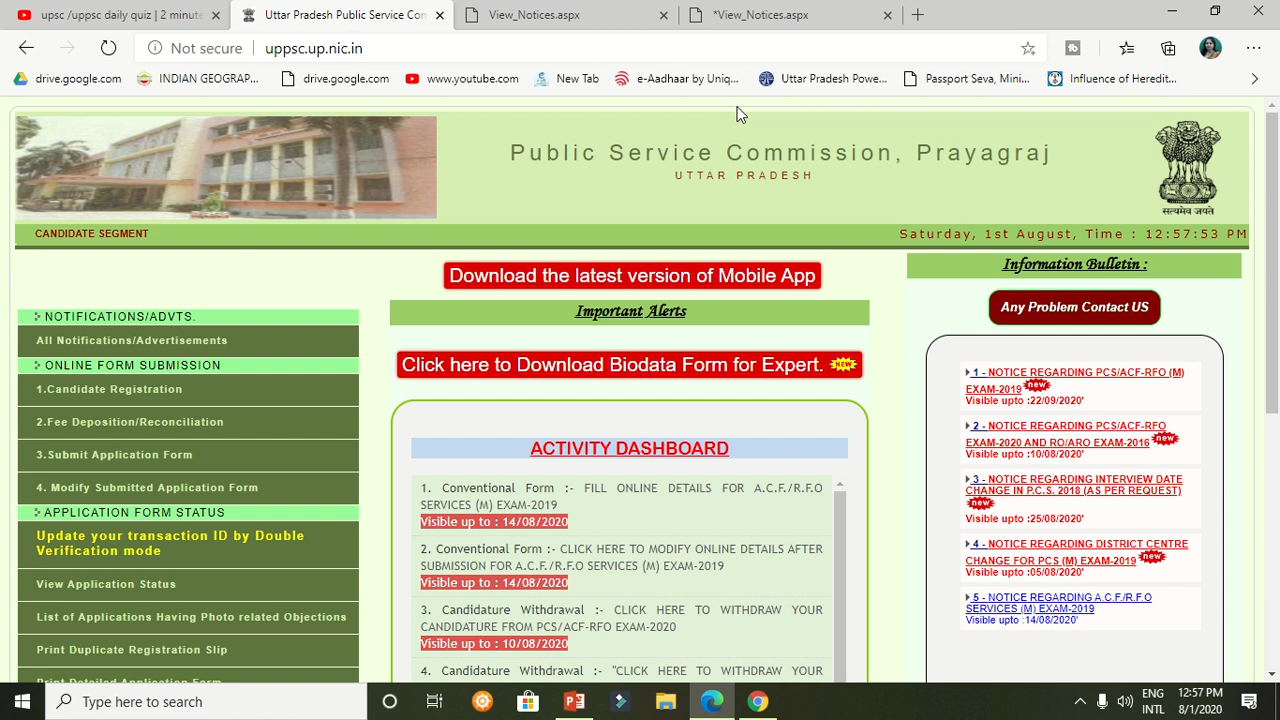 upsc /uppsc daily quiz | 2 minute
Uttar Pradesh Public Service Com
View_Notices.aspx
*View_Notices.aspx
Not secure
uppsc.up.nic.in
drive.google.com
INDIAN GEOGRAP...
drive.google.com
www.youtube.com
New Tab
e-Aadhaar by Uniq...
Uttar Pradesh Powe...
Passport Seva, Mini...
Influence of Heredit...
Public Service Commission, Prayagraj
UTTAR PRADESH
सत्यमेव जयते
CANDIDATE SEGMENT
Saturday, 1st August, Time : 12:57:53 PM
NOTIFICATIONS/ADVTS.
All Notifications/Advertisements
ONLINE FORM SUBMISSION
1.Candidate Registration
2.Fee Deposition/Reconciliation
3.Submit Application Form
4. Modify Submitted Application Form
APPLICATION FORM STATUS
Update your transaction ID by Double
Verification mode
View Application Status
List of Applications Having Photo related Objections
Print Duplicate Registration Slip
Print Detailed Application Form
Download the latest version of Mobile App
Important Alerts
Click here to Download Biodata Form for Expert. NEW
ACTIVITY DASHBOARD
1. Conventional Form :- FILL ONLINE DETAILS FOR A.C.F./R.F.O
SERVICES (M) EXAM-2019
Visible up to : 14/08/2020
2. Conventional Form :- CLICK HERE TO MODIFY ONLINE DETAILS AFTER
SUBMISSION FOR A.C.F./R.F.O SERVICES (M) EXAM-2019
Visible up to : 14/08/2020
3. Candidature Withdrawal :- CLICK HERE TO WITHDRAW YOUR
CANDIDATURE FROM PCS/ACF-RFO EXAM-2020
Visible up to : 10/08/2020
4. Candidature Withdrawal :- "CLICK HERE TO WITHDRAW YOUR
Information Bulletin :
Any Problem Contact US
1 - NOTICE REGARDING PCS/ACF-RFO (M)
EXAM-2019 new
Visible upto :22/09/2020'
2 - NOTICE REGARDING PCS/ACF-RFO
EXAM-2020 AND RO/ARO EXAM-2016 new
Visible upto :10/08/2020'
3 - NOTICE REGARDING INTERVIEW DATE
CHANGE IN P.C.S. 2018 (AS PER REQUEST)
new
Visible upto :25/08/2020'
4 - NOTICE REGARDING DISTRICT CENTRE
CHANGE FOR PCS (M) EXAM-2019 new
Visible upto :05/08/2020'
5 - NOTICE REGARDING A.C.F./R.F.O
SERVICES (M) EXAM-2019
Visible upto :14/08/2020'
Type here to search
ENG
INTL
12:57 PM
8/1/2020